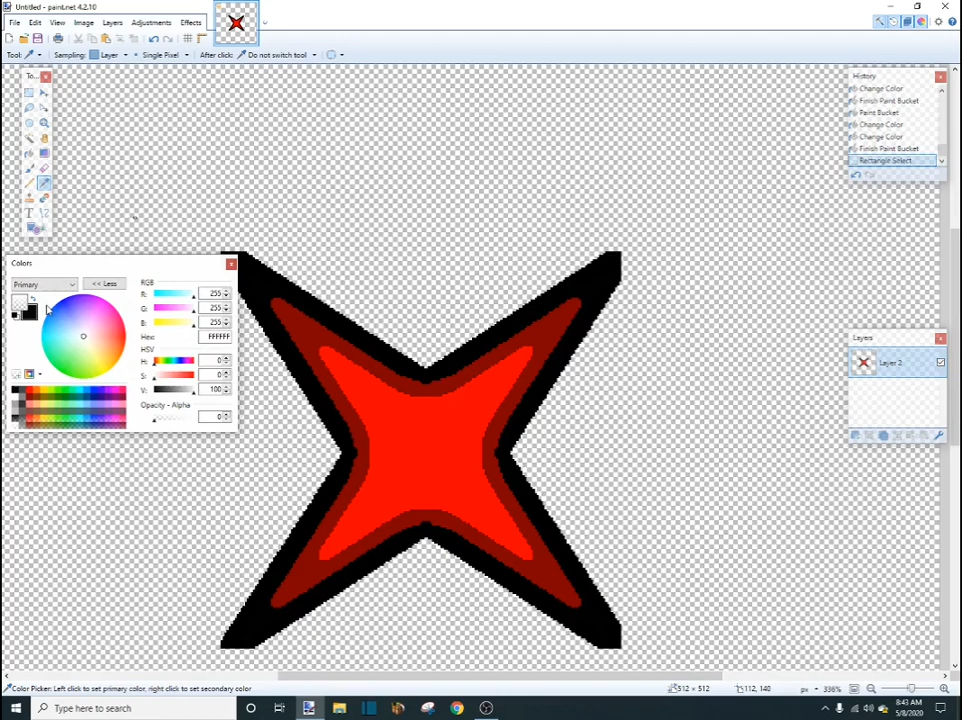 Untitled - paint.net 4.2.10
File Edit View Image Layers Adjustments Effects
Tool: Sampling: Layer Single Pixel After click: Do not switch tool
To...
History
Change Color
Finish Paint Bucket
Paint Bucket
Change Color
Change Color
Finish Paint Bucket
Rectangle Select
Colors
Primary << Less
RGB
R: 255
G: 255
B: 255
Hex: FFFFFF
HSV
H: 0
S: 0
V: 100
Opacity - Alpha
0
Layers
Layer 2
Color Picker: Left click to set primary color, right click to set secondary color
512 × 512
112, 140
px
336%
Type here to search
8:43 AM
5/8/2020